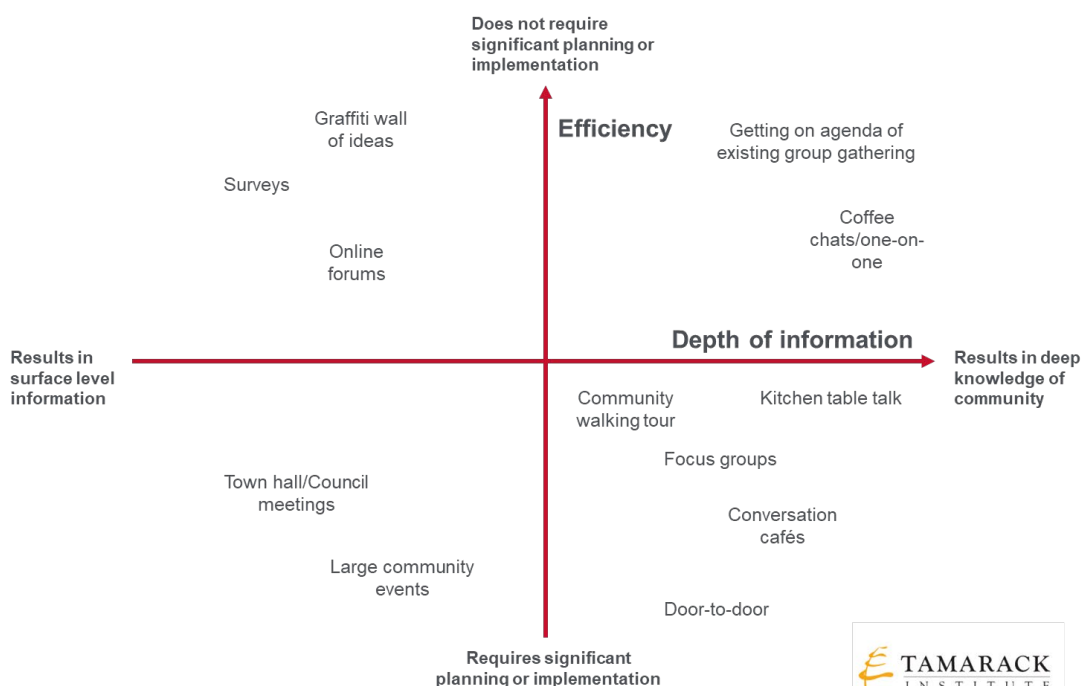 Does not require
significant planning or
implementation
Efficiency
Graffiti wall
of ideas
Getting on agenda of
existing group gathering
Surveys
Coffee
chats/one-on-
one
Online
forums
Depth of information
Results in
surface level
information
Results in deep
knowledge of
community
Community
walking tour
Kitchen table talk
Focus groups
Town hall/Council
meetings
Conversation
cafés
Large community
events
Door-to-door
Requires significant
planning or implementation
TAMARACK
INSTITUTE